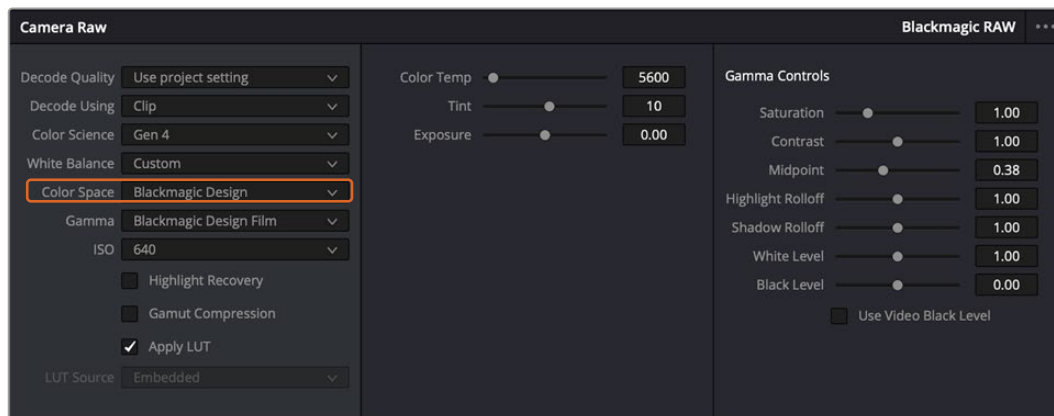 Camera Raw
Blackmagic RAW
Decode Quality Use project setting
Decode Using Clip
Color Science Gen 4
White Balance Custom
Color Space Blackmagic Design
Gamma Blackmagic Design Film
ISO 640
Highlight Recovery
Gamut Compression
Apply LUT
LUT Source Embedded
Color Temp 5600
Tint 10
Exposure 0.00
Gamma Controls
Saturation 1.00
Contrast 1.00
Midpoint 0.38
Highlight Rolloff 1.00
Shadow Rolloff 1.00
White Level 1.00
Black Level 0.00
Use Video Black Level